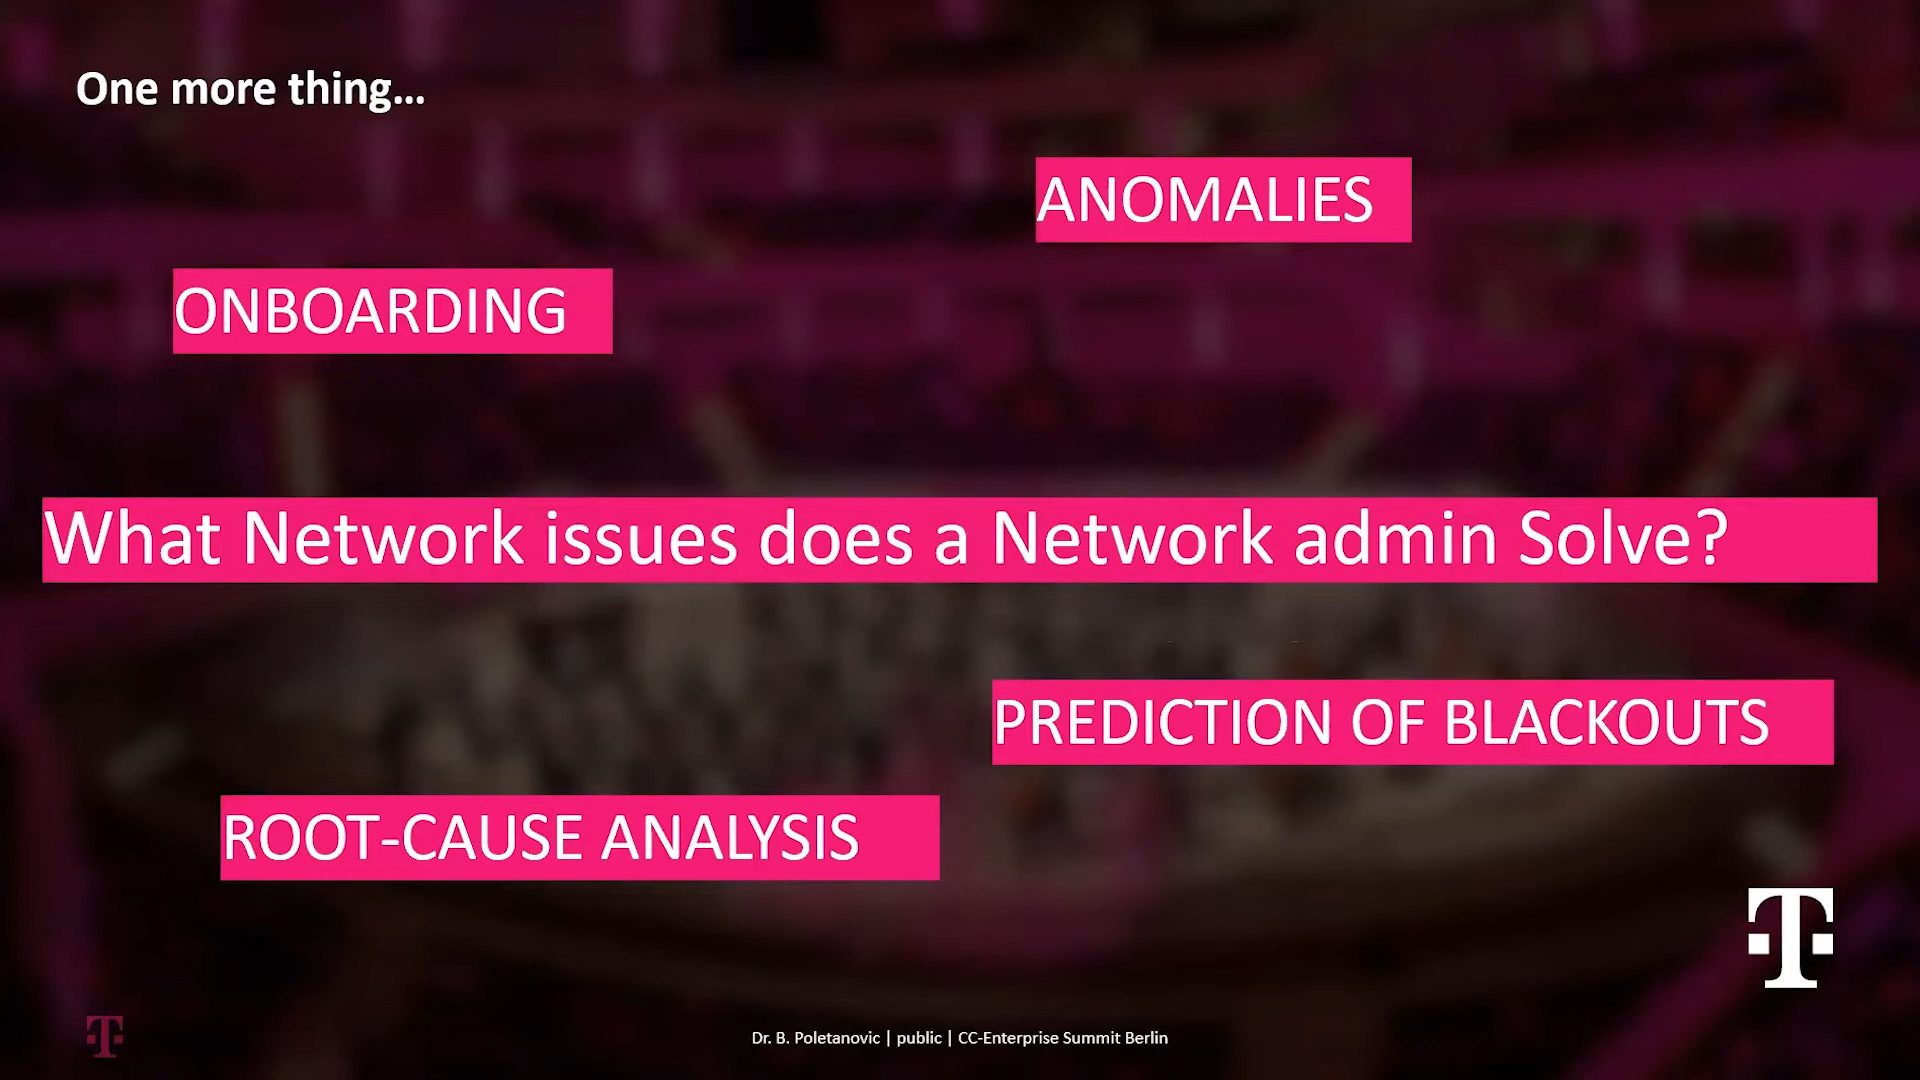 One more thing...
ANOMALIES
ONBOARDING
What Network issues does a Network admin Solve?
PREDICTION OF BLACKOUTS
ROOT-CAUSE ANALYSIS
T
T
Dr. B. Poletanovic | public | CC-Enterprise Summit Berlin